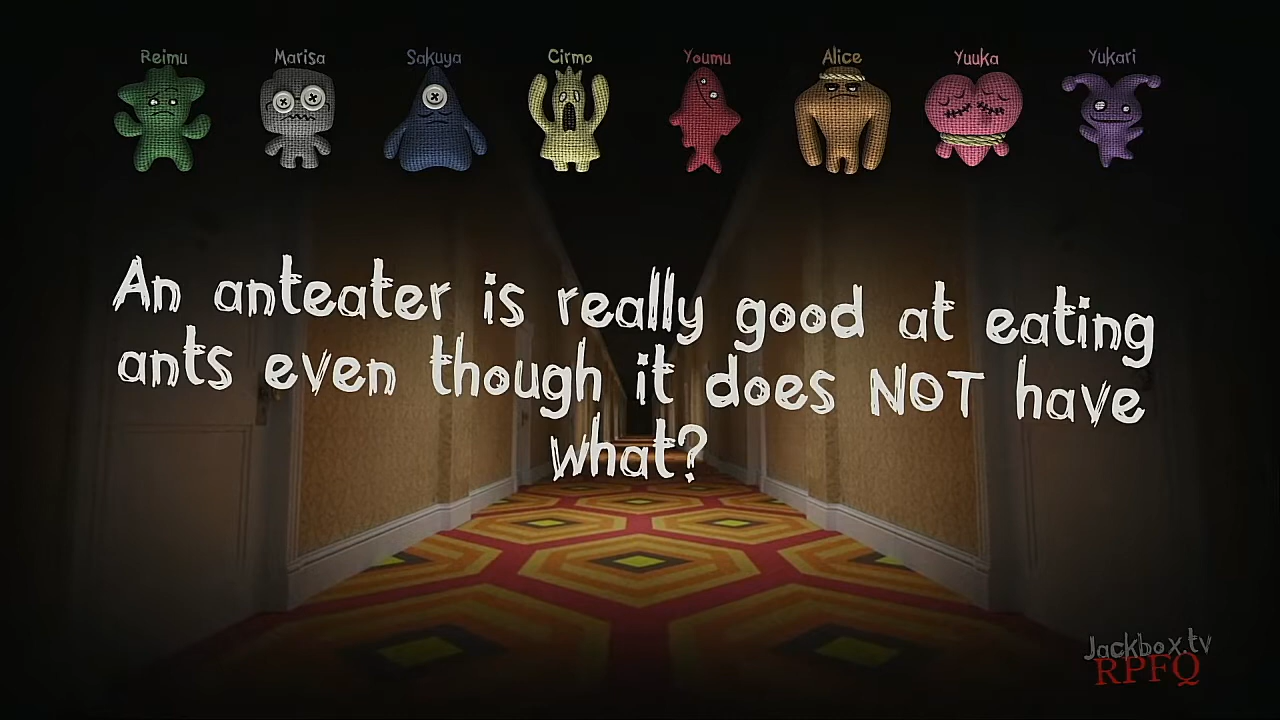 Reimu Marisa Sakuya Cirmo Youmu Alice Yuuka Yukari
An anteater is really good at eating
ants even though it does NOT have
what?
Jackbox.tv
RPFQ